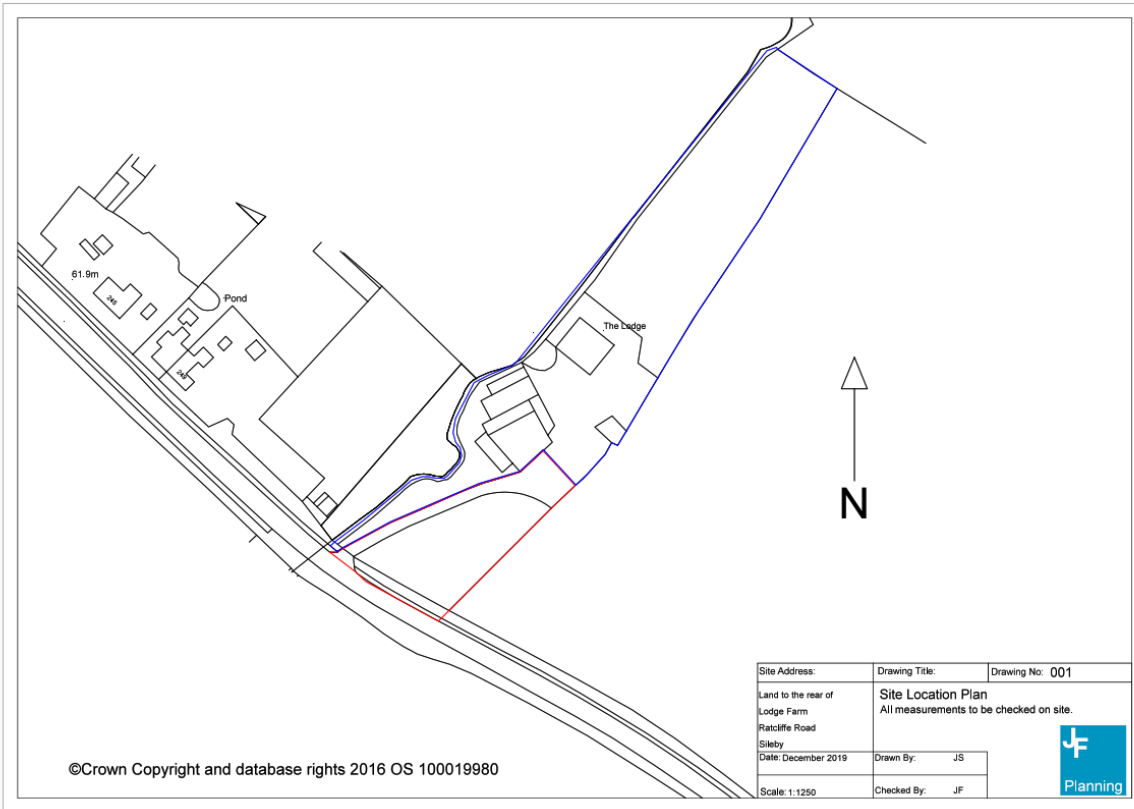 61.9m
245
Pond
249
The Lodge
N
Site Address:
Land to the rear of
Lodge Farm
Ratcliffe Road
Sileby
Drawing Title:
Site Location Plan
All measurements to be checked on site.
Drawing No: 001
Date: December 2019
Drawn By: JS
Scale: 1:1250
Checked By: JF
JF
Planning
©Crown Copyright and database rights 2016 OS 100019980